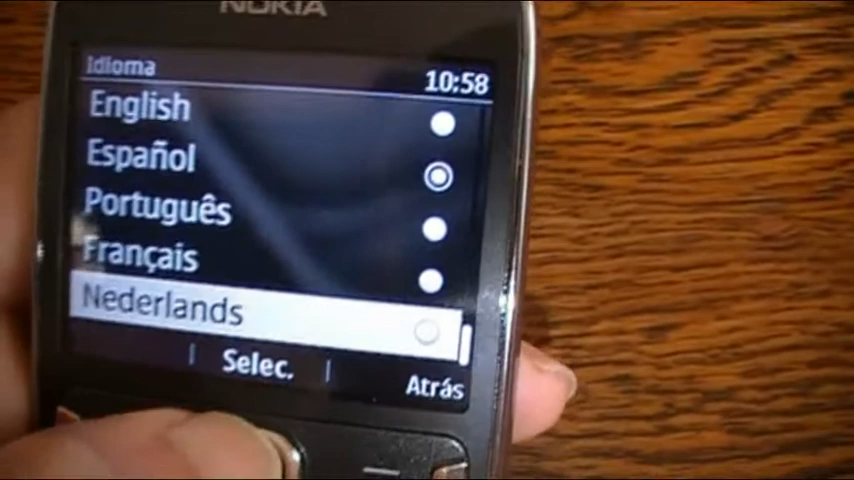 NOKIA
Idioma
10:58
English
Español
Português
Français
Nederlands
Selec.
Atrás